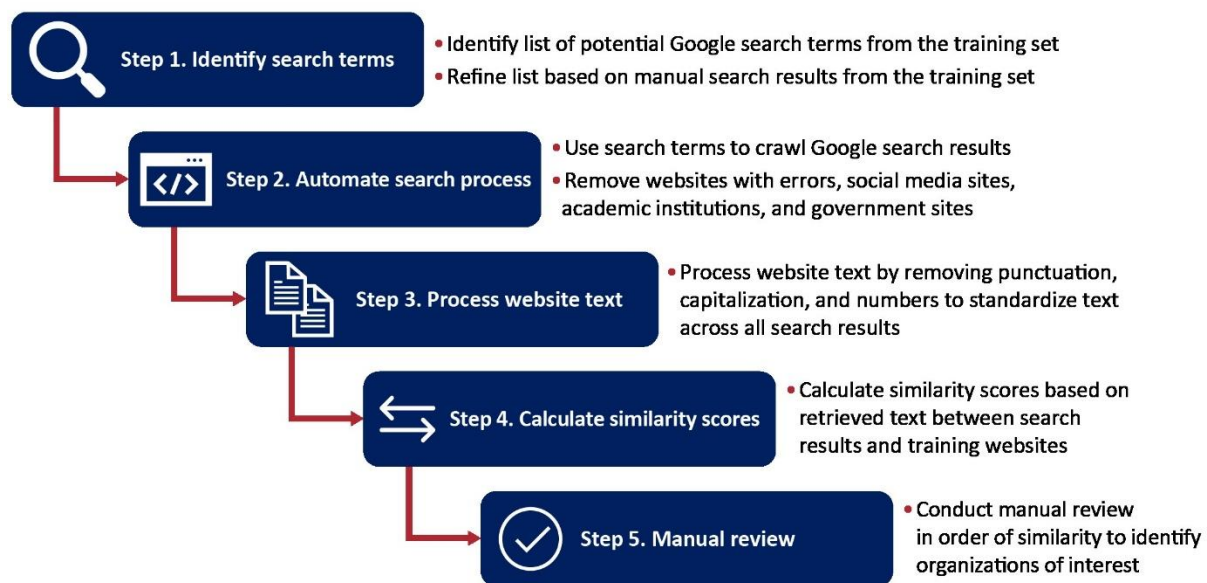 Step 1. Identify search terms
• Identify list of potential Google search terms from the training set
• Refine list based on manual search results from the training set
</>
Step 2. Automate search process
• Use search terms to crawl Google search results
• Remove websites with errors, social media sites,
academic institutions, and government sites
Step 3. Process website text
• Process website text by removing punctuation,
capitalization, and numbers to standardize text
across all search results
Step 4. Calculate similarity scores
• Calculate similarity scores based on
retrieved text between search
results and training websites
Step 5. Manual review
• Conduct manual review
in order of similarity to identify
organizations of interest